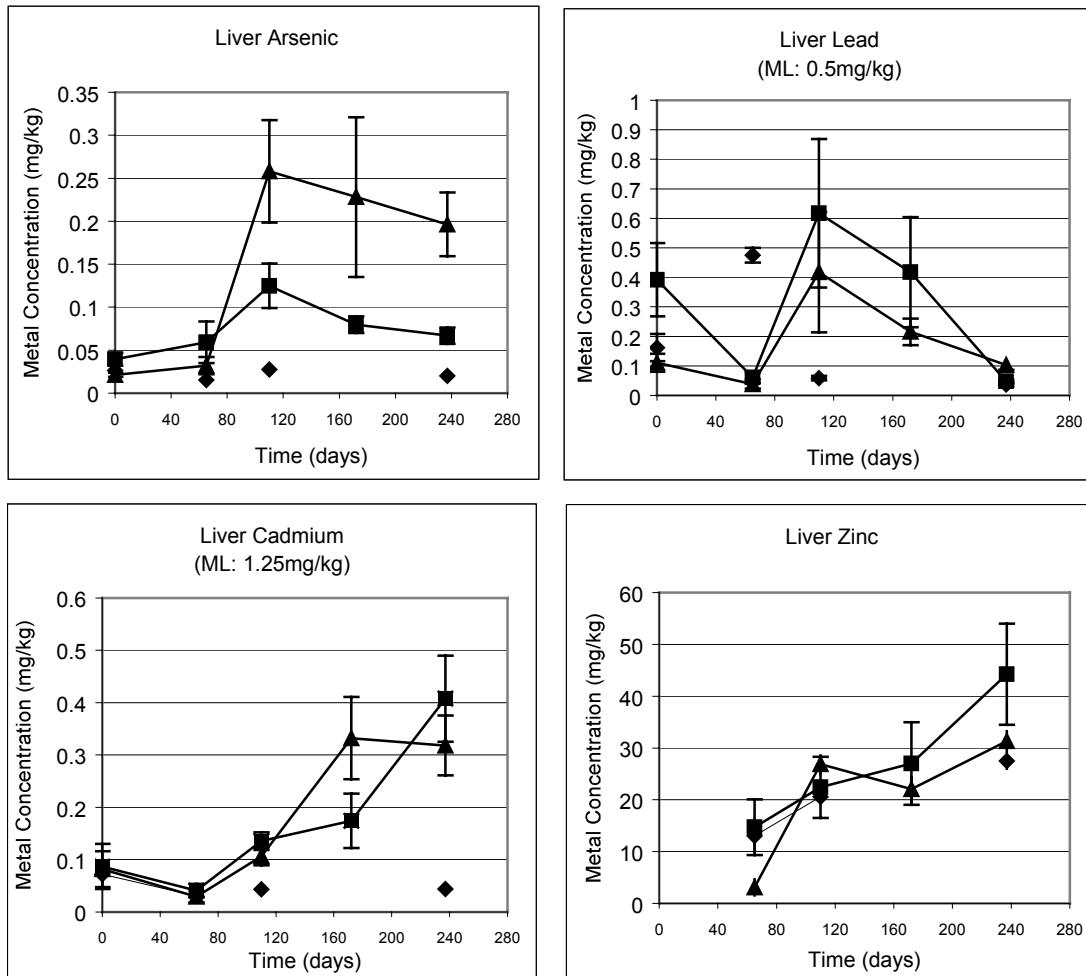 Liver Arsenic
Metal Concentration (mg/kg)
0.35
0.3
0.25
0.2
0.15
0.1
0.05
0
0 40 80 120 160 200 240 280
Time (days)
Liver Lead
(ML: 0.5mg/kg)
Metal Concentration (mg/kg)
1
0.9
0.8
0.7
0.6
0.5
0.4
0.3
0.2
0.1
0
0 40 80 120 160 200 240 280
Time (days)
Liver Cadmium
(ML: 1.25mg/kg)
Metal Concentration (mg/kg)
0.6
0.5
0.4
0.3
0.2
0.1
0
0 40 80 120 160 200 240 280
Time (days)
Liver Zinc
Metal Concentration (mg/kg)
60
50
40
30
20
10
0
0 40 80 120 160 200 240 280
Time (days)